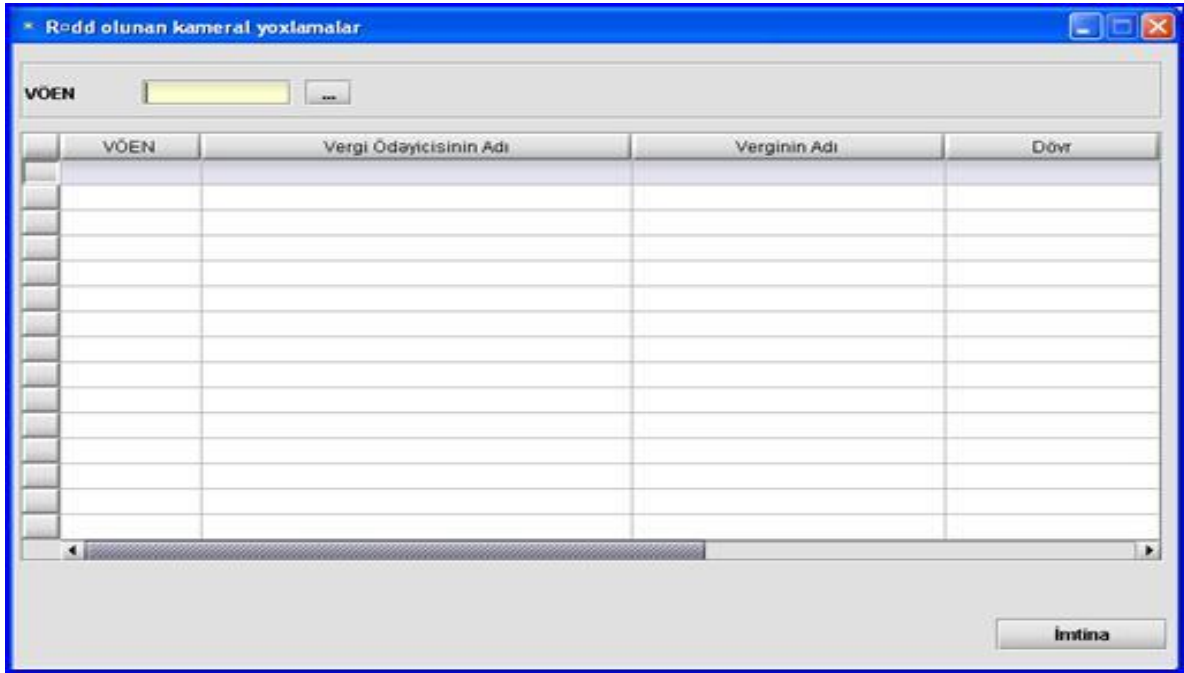 Rədd olunan kameral yoxlamalar
VÖEN
...
VÖEN Vergi Ödəyicisinin Adı Verginin Adı Dövr
İmtina